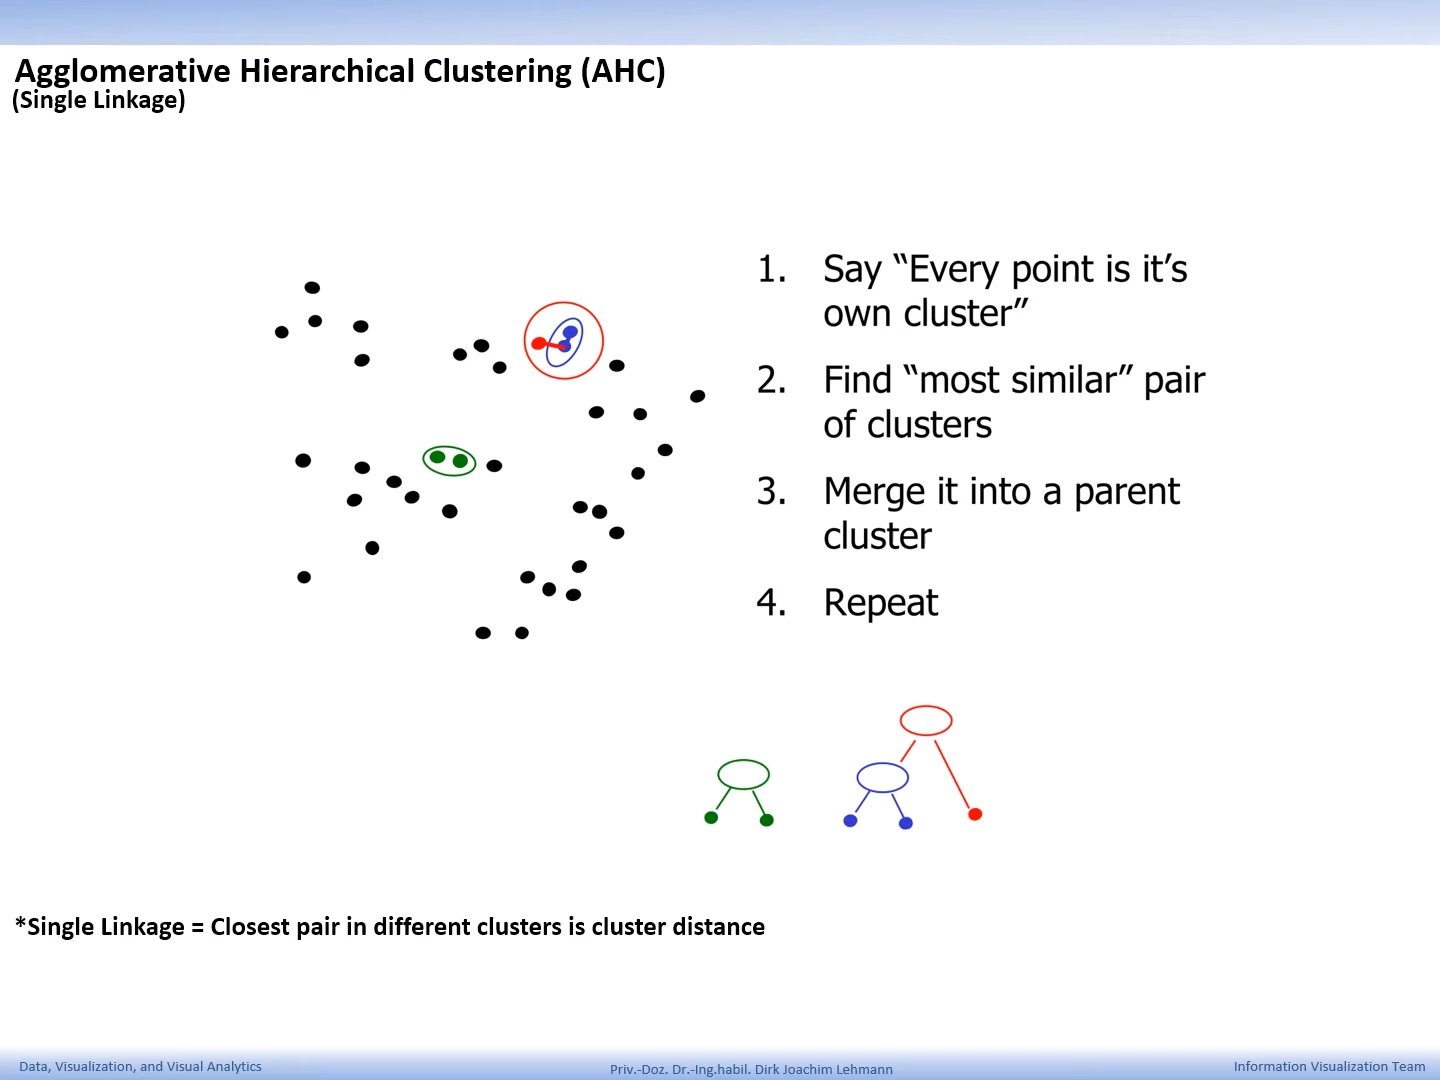 Agglomerative Hierarchical Clustering (AHC)
(Single Linkage)
1. Say “Every point is it’s
own cluster”
2. Find “most similar” pair
of clusters
3. Merge it into a parent
cluster
4. Repeat
*Single Linkage = Closest pair in different clusters is cluster distance
Data, Visualization, and Visual Analytics
Priv.-Doz. Dr.-Ing.habil. Dirk Joachim Lehmann
Information Visualization Team